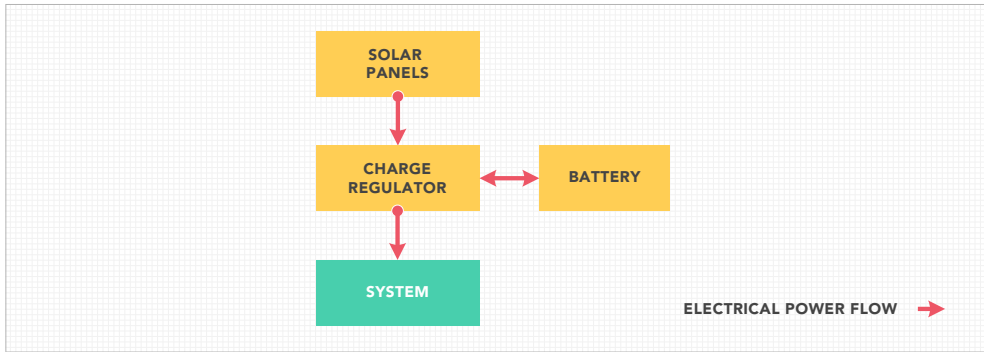 SOLAR
PANELS
CHARGE
REGULATOR
BATTERY
SYSTEM
ELECTRICAL POWER FLOW